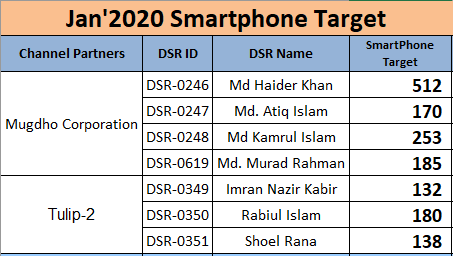 Jan'2020 Smartphone Target
Channel Partners DSR ID DSR Name SmartPhone Target
Mugdho Corporation DSR-0246 Md Haider Khan 512
DSR-0247 Md. Atiq Islam 170
DSR-0248 Md Kamrul Islam 253
DSR-0619 Md. Murad Rahman 185
Tulip-2 DSR-0349 Imran Nazir Kabir 132
DSR-0350 Rabiul Islam 180
DSR-0351 Shoel Rana 138